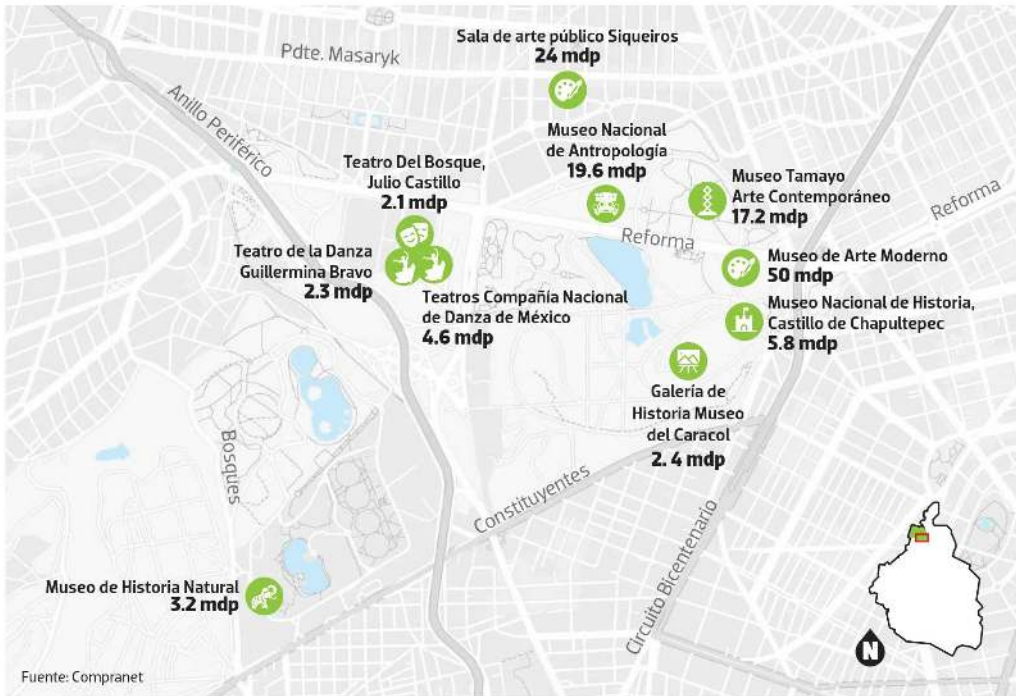 Pdte. Masaryk
Sala de arte público Siqueiros
24 mdp
Anillo Periférico
Museo Nacional
de Antropología
19.6 mdp
Teatro Del Bosque,
Julio Castillo
2.1 mdp
Museo Tamayo
Arte Contemporáneo
17.2 mdp
Reforma
Reforma
Teatro de la Danza
Guillermina Bravo
2.3 mdp
Museo de Arte Moderno
50 mdp
Teatros Compañia Nacional
de Danza de México
4.6 mdp
Museo Nacional de Historia,
Castillo de Chapultepec
5.8 mdp
Galería de
Historia Museo
del Caracol
2. 4 mdp
Bosques
Constituyentes
Circuito Bicentenario
Museo de Historia Natural
3.2 mdp
N
Fuente: Compranet